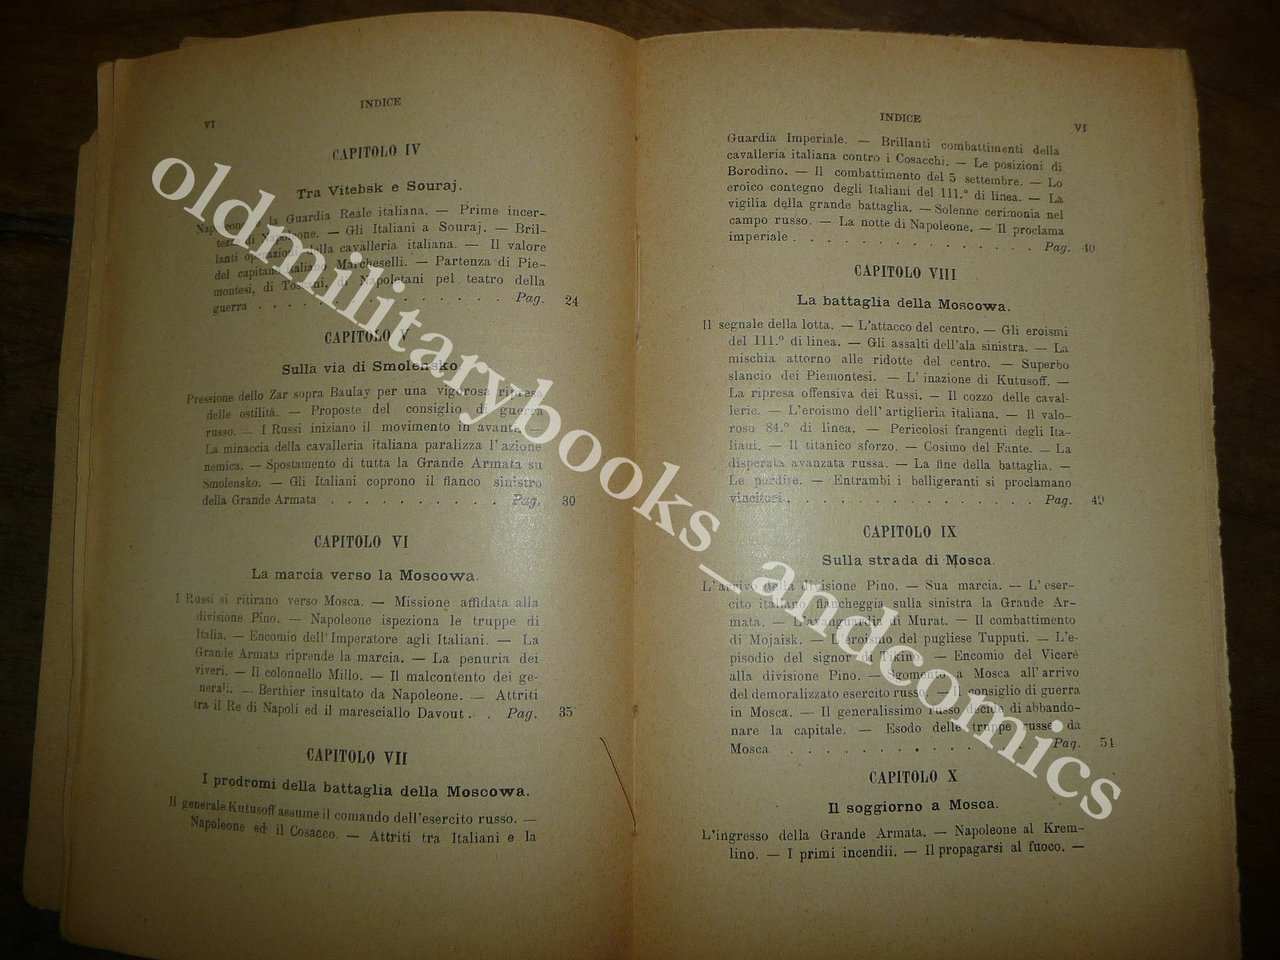 INDICE
VI
CAPITOLO IV
Tra Vitebsk e Souraj.
Napoleone e la Guardia Reale italiana. — Prime incer-
tezze di Napoleone. — Gli Italiani a Souraj. — Bril-
lanti operazioni della cavalleria italiana. — Il valore
del capitano italiano Marcheselli. — Partenza di Pie-
montesi, di Toscani, di Napoletani pel teatro della
guerra . . . . . . . . . . . . Pag. 24
CAPITOLO V
Sulla via di Smolensko.
Pressione dello Zar sopra Baulay per una vigorosa ripresa
delle ostilità. — Proposte del consiglio di guerra
russo. — I Russi iniziano il movimento in avanti. —
La minaccia della cavalleria italiana paralizza l'azione
nemica. — Spostamento di tutta la Grande Armata su
Smolensko. — Gli Italiani coprono il fianco sinistro
della Grande Armata . . . . . . . . . Pag. 30
CAPITOLO VI
La marcia verso la Moscowa.
I Russi si ritirano verso Mosca. — Missione affidata alla
divisione Pino. — Napoleone ispeziona le truppe di
Italia. — Encomio dell'Imperatore agli Italiani. — La
Grande Armata riprende la marcia. — La penuria dei
viveri. — Il colonnello Millo. — Il malcontento dei ge-
nerali. — Berthier insultato da Napoleone. — Attriti
tra il Re di Napoli ed il maresciallo Davout . . Pag. 35
CAPITOLO VII
I prodromi della battaglia della Moscowa.
Il generale Kutusoff assume il comando dell'esercito russo. —
Napoleone ed il Cosacco. — Attriti tra Italiani e la
INDICE
VI
Guardia Imperiale. — Brillanti combattimenti della
cavalleria italiana contro i Cosacchi. — Le posizioni di
Borodino. — Il combattimento del 5 settembre. — Lo
eroico contegno degli Italiani del 111.° di linea. — La
vigilia della grande battaglia. — Solenne cerimonia nel
campo russo. — La notte di Napoleone. — Il proclama
imperiale . . . . . . . . . . . . . Pag. 40
CAPITOLO VIII
La battaglia della Moscowa.
Il segnale della lotta. — L'attacco del centro. — Gli eroismi
del 111.° di linea. — Gli assalti dell'ala sinistra. — La
mischia attorno alle ridotte del centro. — Superbo
slancio dei Piemontesi. — L' inazione di Kutusoff. —
La ripresa offensiva dei Russi. — Il cozzo delle caval-
lerie. — L'eroismo dell' artiglieria italiana. — Il valo-
roso 84.° di linea. — Pericolosi frangenti degli Ita-
liani. — Il titanico sforzo. — Cosimo del Fante. — La
disperata avanzata russa. — La fine della battaglia. —
Le perdite. — Entrambi i belligeranti si proclamano
vincitori . . . . . . . . . . . . . Pag. 49
CAPITOLO IX
Sulla strada di Mosca.
L'arrivo della divisione Pino. — Sua marcia. — L' eser-
cito italiano fiancheggia sulla sinistra la Grande Ar-
mata. — L'avanguardia di Murat. — Il combattimento
di Mojaisk. — L'eroismo del pugliese Tupputi. — L'e-
pisodio del signor di Tikino. — Encomio del Vicerè
alla divisione Pino. — Sgomento a Mosca all'arrivo
del demoralizzato esercito russo. — Il consiglio di guerra
in Mosca. — Il generalissimo russo decide di abbando-
nare la capitale. — Esodo delle truppe russe da
Mosca . . . . . . . . . . . . . Pag. 54
CAPITOLO X
Il soggiorno a Mosca.
L'ingresso della Grande Armata. — Napoleone al Krem-
lino. — I primi incendii. — Il propagarsi al fuoco. —
oldmilitarybooks_andcomics